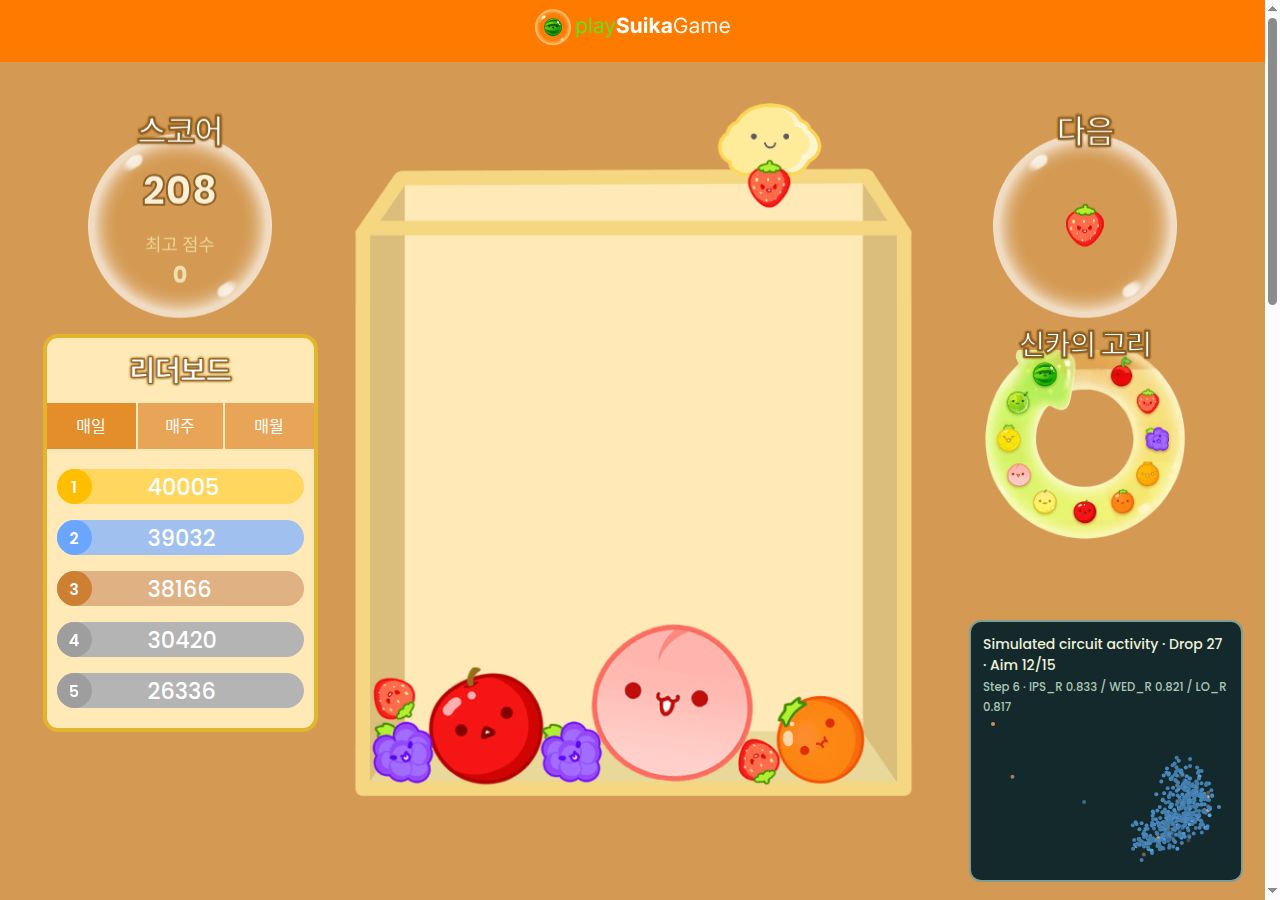 playSuikaGame
스코어
208
최고 점수
0
다음
신카의 고리
리더보드
매일 매주 매월
1 40005
2 39032
3 38166
4 30420
5 26336
Simulated circuit activity · Drop 27
· Aim 12/15
Step 6 · IPS_R 0.833 / WED_R 0.821 / LO_R
0.817